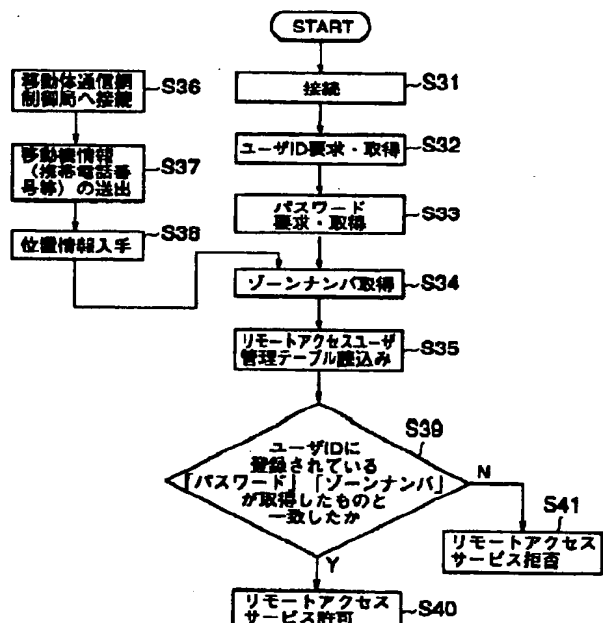 START
接続
S31
ユーザID要求・取得
S32
パスワード
要求・取得
S33
移動体通信網
制御局へ接続
S36
移動機情報
(携帯電話番
号等)の送出
S37
位置情報入手
S38
ゾーンナンバ取得
S34
リモートアクセスユーザ
管理テーブル読込み
S35
S39
ユーザIDに
登録されている
「パスワード」「ゾーンナンバ」
が取得したものと
一致したか
N
Y
S41
リモートアクセス
サービス拒否
リモートアクセス
サービス許可
S40